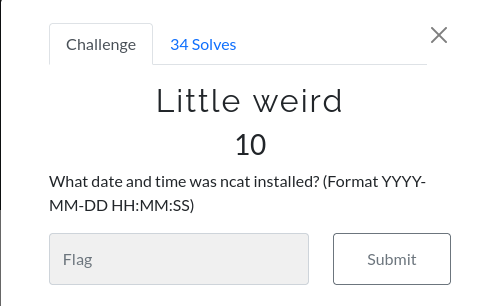 Challenge
34 Solves
Little weird
10
What date and time was ncat installed? (Format YYYY-
MM-DD HH:MM:SS)
Flag
Submit